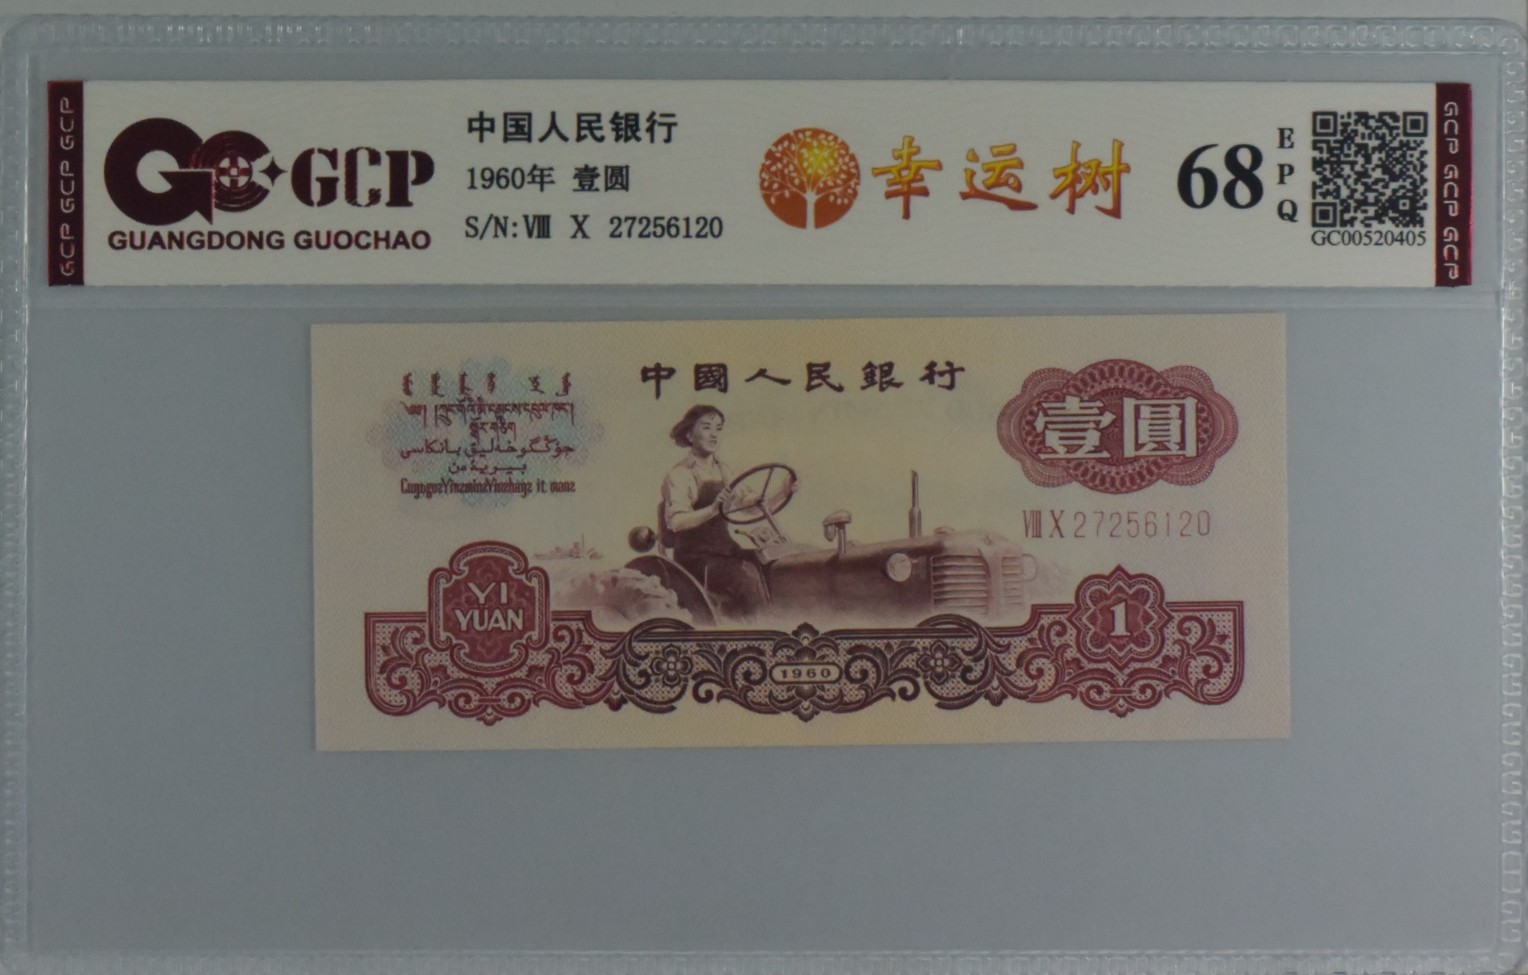 GCP
GUANGDONG GUOCHAO
中国人民银行
1960年 壹圆
S/N: Ⅷ X 27256120
幸运树
68
EPQ
GC00520405
GCP GCP GCP
GCP GCP GCP GCP
中國人民銀行
壹圓
Ⅷ X 27256120
YI
YUAN
1
1960